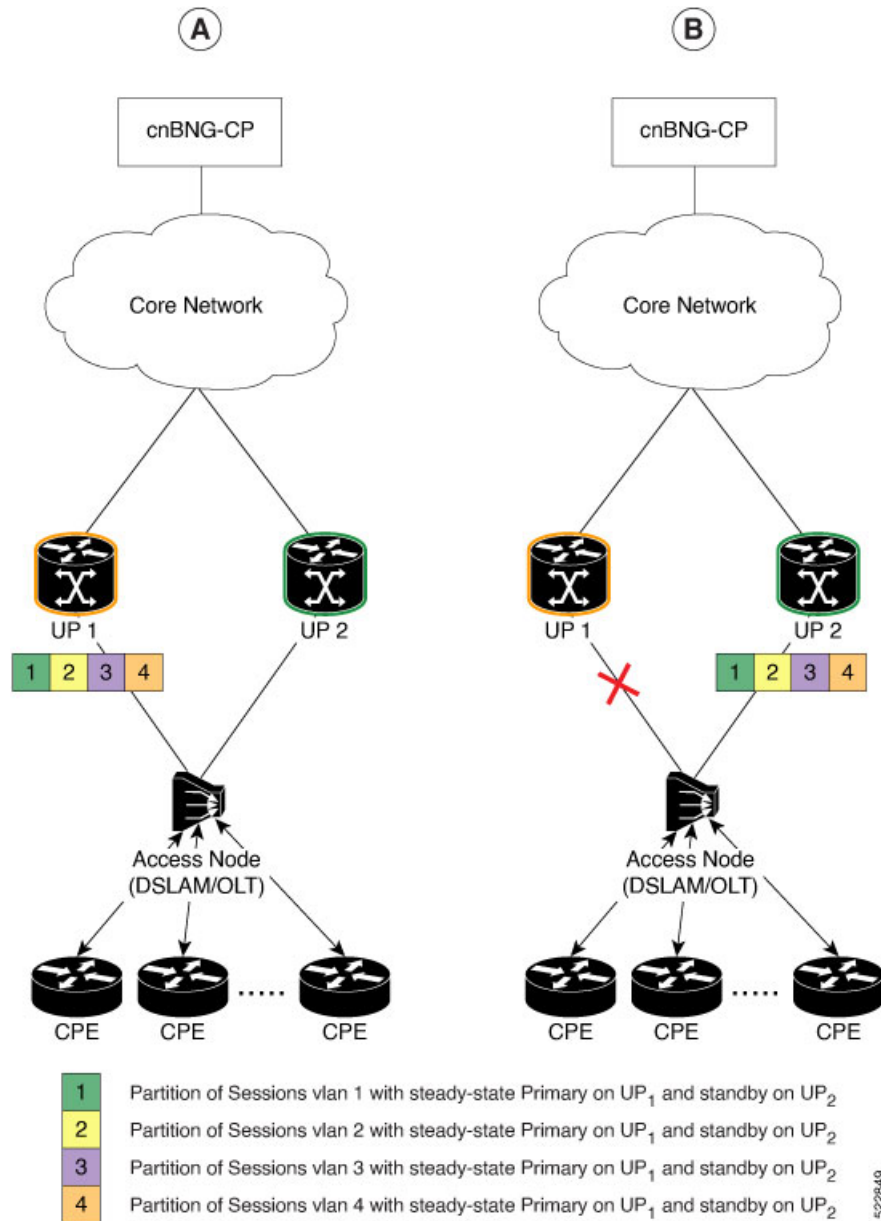 A
B
cnBNG-CP
cnBNG-CP
Core Network
Core Network
UP 1
UP 2
UP 1
UP 2
1 2 3 4
1 2 3 4
Access Node
(DSLAM/OLT)
Access Node
(DSLAM/OLT)
CPE CPE ..... CPE
CPE CPE ..... CPE
1 Partition of Sessions vlan 1 with steady-state Primary on UP₁ and standby on UP₂
2 Partition of Sessions vlan 2 with steady-state Primary on UP₁ and standby on UP₂
3 Partition of Sessions vlan 3 with steady-state Primary on UP₁ and standby on UP₂
4 Partition of Sessions vlan 4 with steady-state Primary on UP₁ and standby on UP₂
522849